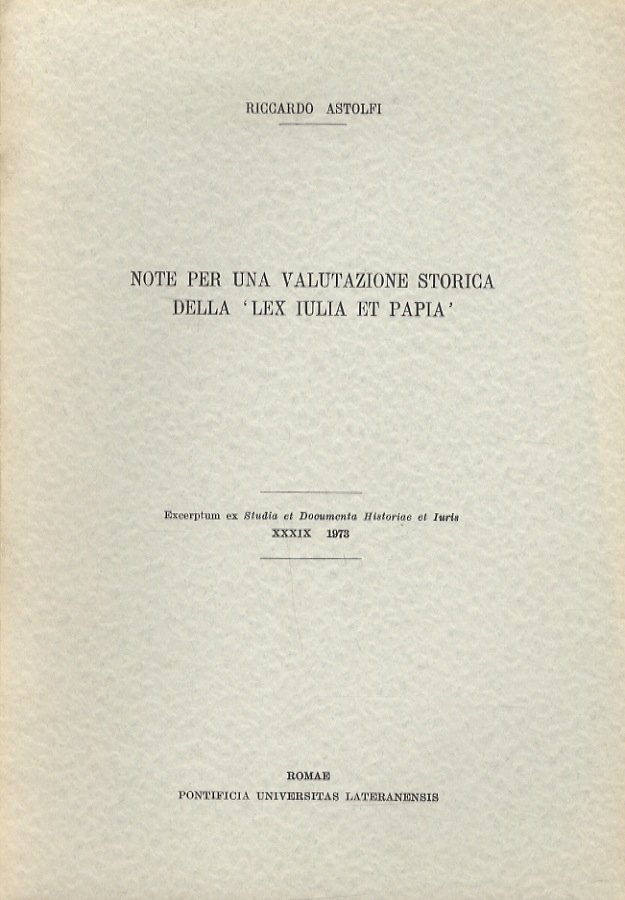 RICCARDO ASTOLFI
NOTE PER UNA VALUTAZIONE STORICA
DELLA 'LEX IULIA ET PAPIA'
Excerptum ex Studia et Documenta Historiae et Iuris
XXXIX 1973
ROMAE
PONTIFICIA UNIVERSITAS LATERANENSIS